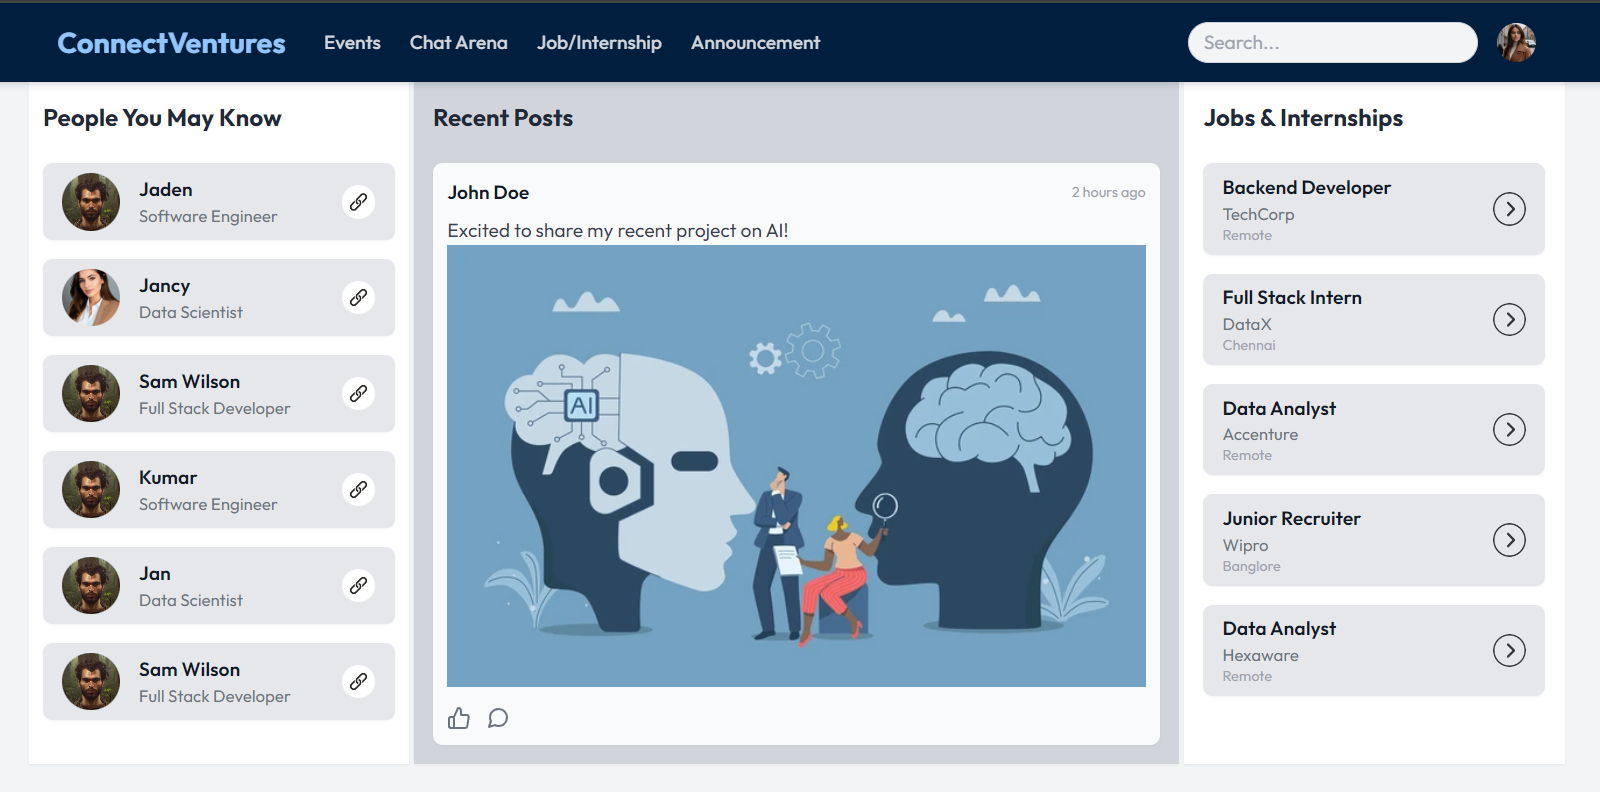 ConnectVentures
Events
Chat Arena
Job/Internship
Announcement
Search...
People You May Know
Jaden
Software Engineer
Jancy
Data Scientist
Sam Wilson
Full Stack Developer
Kumar
Software Engineer
Jan
Data Scientist
Sam Wilson
Full Stack Developer
Recent Posts
John Doe
2 hours ago
Excited to share my recent project on AI!
AI
Jobs & Internships
Backend Developer
TechCorp
Remote
Full Stack Intern
DataX
Chennai
Data Analyst
Accenture
Remote
Junior Recruiter
Wipro
Banglore
Data Analyst
Hexaware
Remote